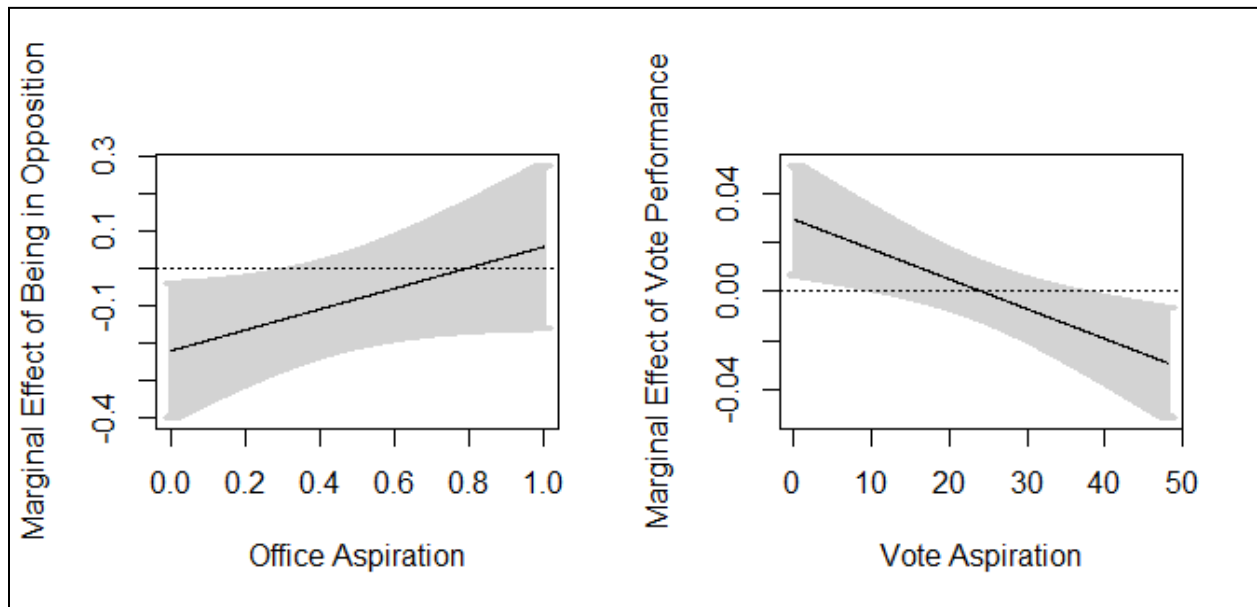 Marginal Effect of Being in Opposition
0.3
0.1
-0.1
-0.4
0.0 0.2 0.4 0.6 0.8 1.0
Office Aspiration
Marginal Effect of Vote Performance
0.04
0.00
-0.04
0 10 20 30 40 50
Vote Aspiration